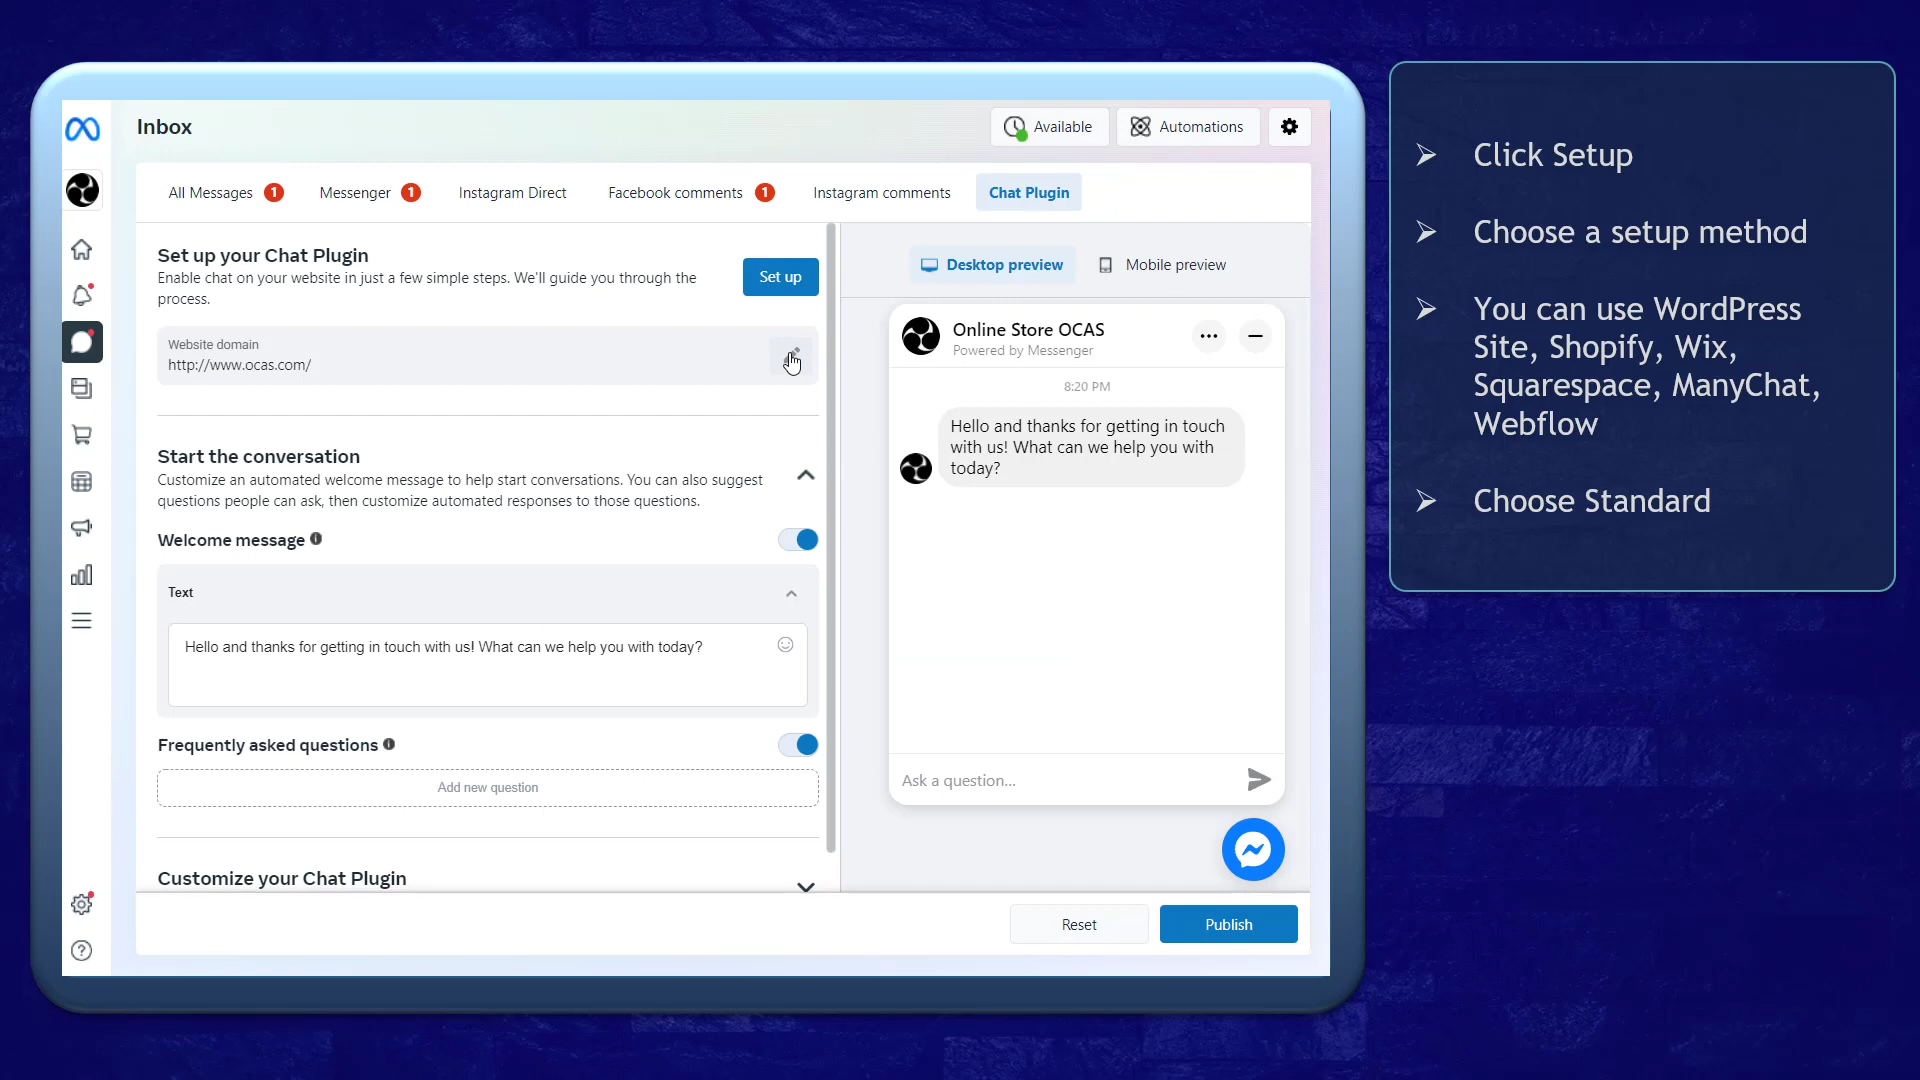 Inbox
Available
Automations
All Messages 1
Messenger 1
Instagram Direct
Facebook comments 1
Instagram comments
Chat Plugin
Set up your Chat Plugin
Enable chat on your website in just a few simple steps. We'll guide you through the
process.
Set up
Website domain
http://www.ocas.com/
Start the conversation
Customize an automated welcome message to help start conversations. You can also suggest
questions people can ask, then customize automated responses to those questions.
Welcome message
Text
Hello and thanks for getting in touch with us! What can we help you with today?
Frequently asked questions
Add new question
Customize your Chat Plugin
Desktop preview
Mobile preview
Online Store OCAS
Powered by Messenger
8:20 PM
Hello and thanks for getting in touch
with us! What can we help you with
today?
Ask a question...
Reset
Publish
Click Setup
Choose a setup method
You can use WordPress
Site, Shopify, Wix,
Squarespace, ManyChat,
Webflow
Choose Standard